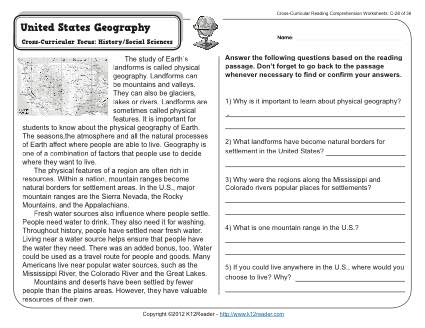 Cross-Curricular Reading Comprehension Worksheets: C-26 of 36
United States Geography
Cross-Curricular Focus: History/Social Sciences
Name
The study of Earth's
landforms is called physical
geography. Landforms can
be mountains and valleys.
They can also be glaciers,
lakes or rivers. Landforms are
sometimes called physical
features. It is important for
students to know about the physical geography of Earth.
The seasons,the atmosphere and all the natural processes
of Earth affect where people are able to live. Geography is
one of a combination of factors that people use to decide
where they want to live.
The physical features of a region are often rich in
resources. Within a nation, mountain ranges become
natural borders for settlement areas. In the U.S., major
mountain ranges are the Sierra Nevada, the Rocky
Mountains, and the Appalachians.
Fresh water sources also influence where people settle.
People need water to drink. They also need it for washing.
Throughout history, people have settled near fresh water.
Living near a water source helps ensure that people have
the water they need. There was an added bonus, too. Water
could be used as a travel route for people and goods. Many
Americans live near popular water sources, such as the
Mississippi River, the Colorado River and the Great Lakes.
Mountains and deserts have been settled by fewer
people than the plains areas. However, they have valuable
resources of their own.
Answer the following questions based on the reading
passage. Don't forget to go back to the passage
whenever necessary to find or confirm your answers.
1) Why is it important to learn about physical geography?
2) What landforms have become natural borders for
settlement in the United States?
3) Why were the regions along the Mississippi and
Colorado rivers popular places for settlements?
4) What is one mountain range in the U.S.?
5) If you could live anywhere in the U.S., where would you
choose to live? Why?
Copyright ©2012 K12Reader - http://www.k12reader.com